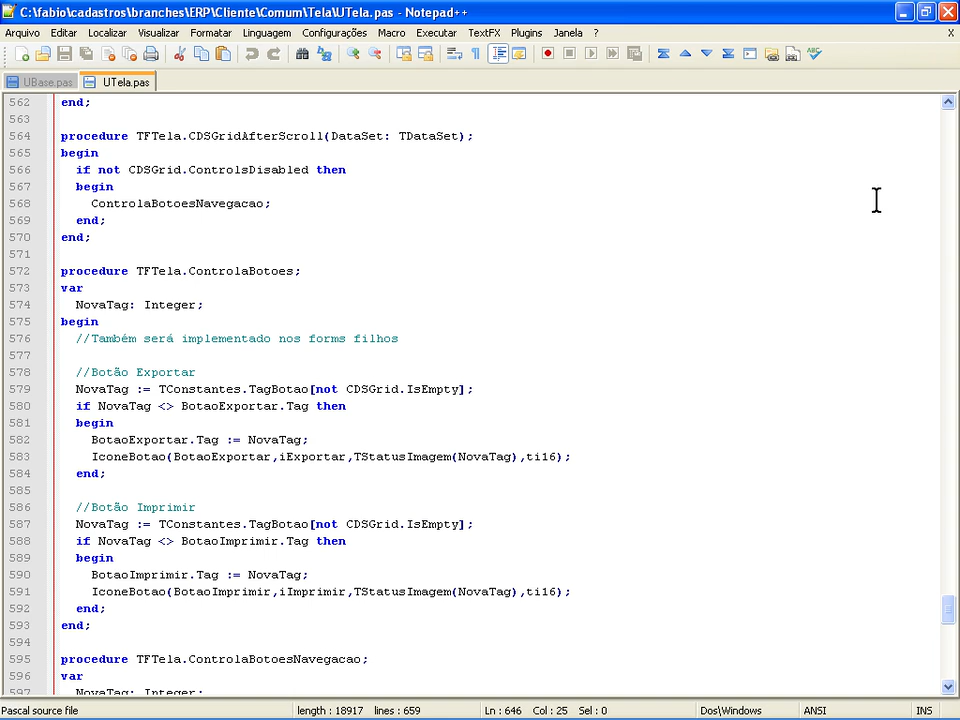 C:\fabio\cadastros\branches\ERP\Cliente\Comum\Tela\UTela.pas - Notepad++
Arquivo Editar Localizar Visualizar Formatar Linguagem Configurações Macro Executar TextFX Plugins Janela ? X
UBase.pas UTela.pas
562 end;
563
564 procedure TFTela.CDSGridAfterScroll(DataSet: TDataSet);
565 begin
566 if not CDSGrid.ControlsDisabled then
567 begin
568 ControlaBotoesNavegacao;
569 end;
570 end;
571
572 procedure TFTela.ControlaBotoes;
573 var
574 NovaTag: Integer;
575 begin
576 //Também será implementado nos forms filhos
577
578 //Botão Exportar
579 NovaTag := TConstantes.TagBotao[not CDSGrid.IsEmpty];
580 if NovaTag <> BotaoExportar.Tag then
581 begin
582 BotaoExportar.Tag := NovaTag;
583 IconeBotao(BotaoExportar,iExportar,TStatusImagem(NovaTag),ti16);
584 end;
585
586 //Botão Imprimir
587 NovaTag := TConstantes.TagBotao[not CDSGrid.IsEmpty];
588 if NovaTag <> BotaoImprimir.Tag then
589 begin
590 BotaoImprimir.Tag := NovaTag;
591 IconeBotao(BotaoImprimir,iImprimir,TStatusImagem(NovaTag),ti16);
592 end;
593 end;
594
595 procedure TFTela.ControlaBotoesNavegacao;
596 var
597 NovaTag: Integer;
Pascal source file length : 18917 lines : 659 Ln : 646 Col : 25 Sel : 0 Dos\Windows ANSI INS